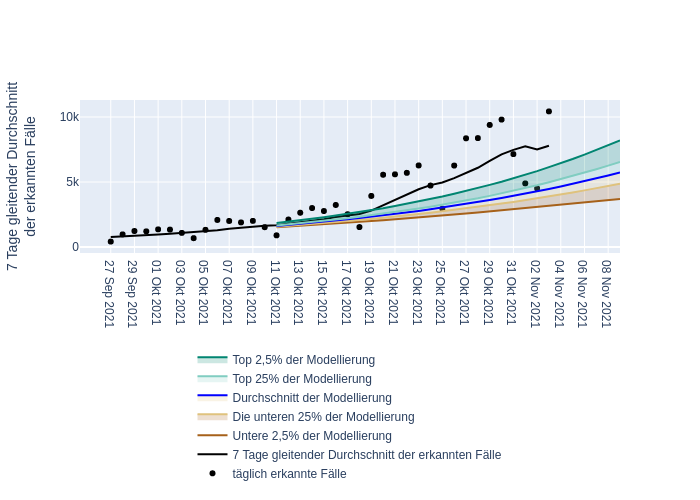 7 Tage gleitender Durchschnitt
der erkannten Fälle
10k
5k
0
27 Sep 2021
29 Sep 2021
01 Okt 2021
03 Okt 2021
05 Okt 2021
07 Okt 2021
09 Okt 2021
11 Okt 2021
13 Okt 2021
15 Okt 2021
17 Okt 2021
19 Okt 2021
21 Okt 2021
23 Okt 2021
25 Okt 2021
27 Okt 2021
29 Okt 2021
31 Okt 2021
02 Nov 2021
04 Nov 2021
06 Nov 2021
08 Nov 2021
Top 2,5% der Modellierung
Top 25% der Modellierung
Durchschnitt der Modellierung
Die unteren 25% der Modellierung
Untere 2,5% der Modellierung
7 Tage gleitender Durchschnitt der erkannten Fälle
täglich erkannte Fälle